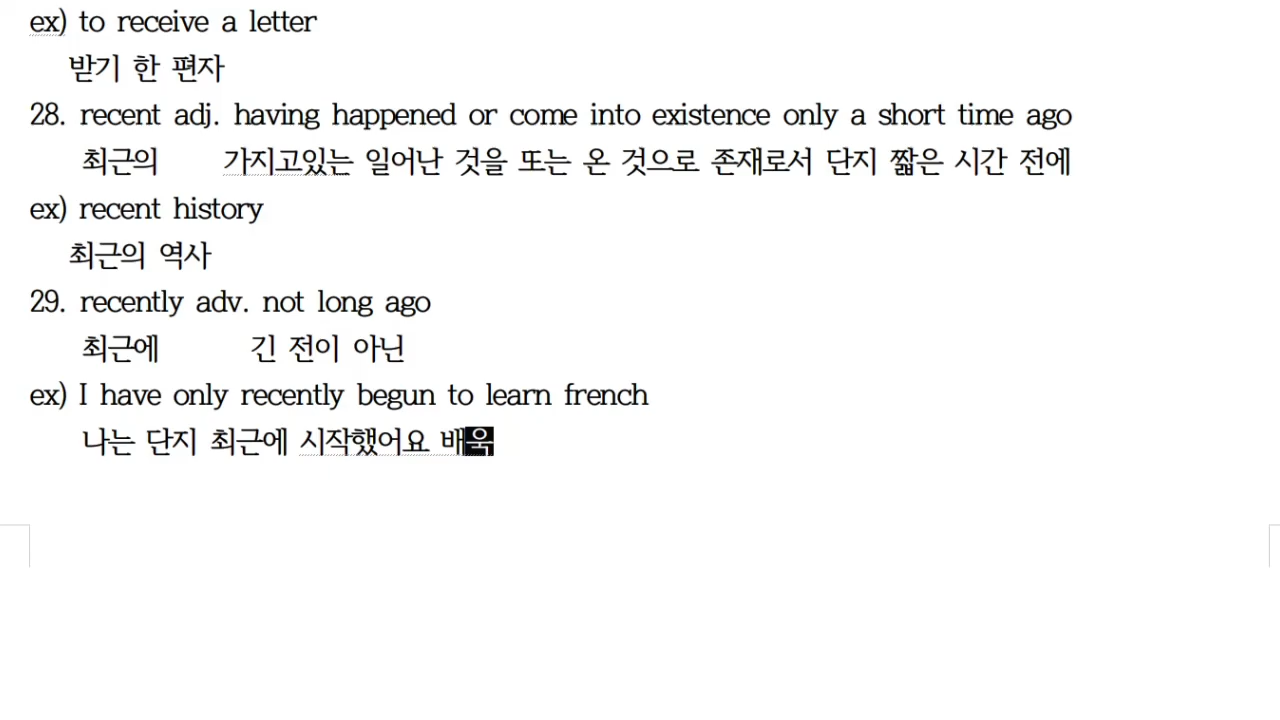 ex) to receive a letter
받기 한 편자
28. recent adj. having happened or come into existence only a short time ago
최근의 가지고있는 일어난 것을 또는 온 것으로 존재로서 단지 짧은 시간 전에
ex) recent history
최근의 역사
29. recently adv. not long ago
최근에 긴 전이 아닌
ex) I have only recently begun to learn french
나는 단지 최근에 시작했어요 배욱